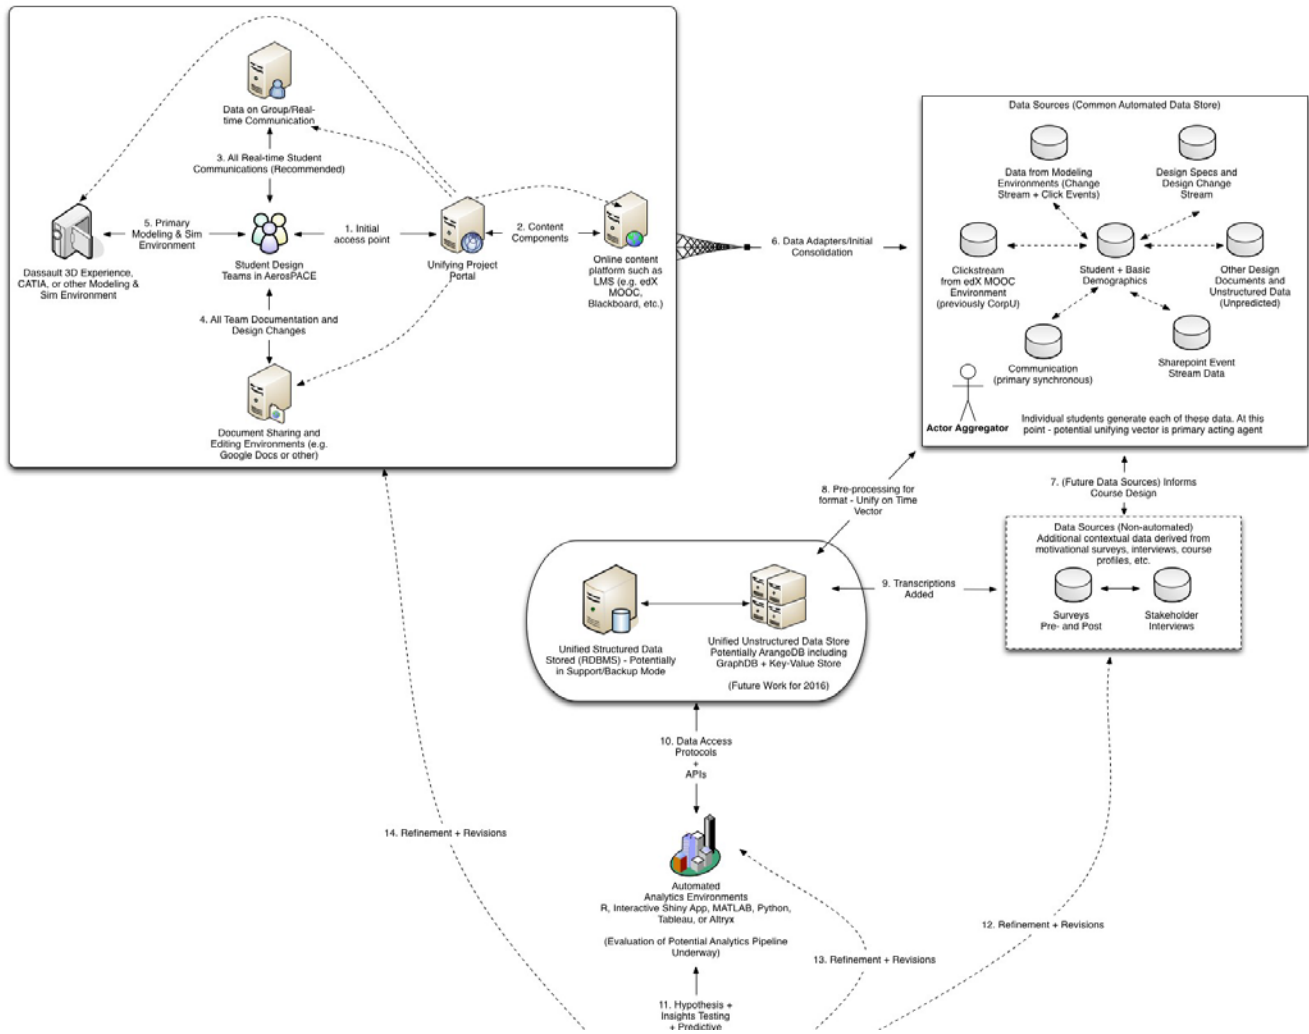 Data on Group/Real-
time Communication
3. All Real-time Student
Communications (Recommended)
5. Primary
Modeling & Sim
Environment
1. Initial
access point
2. Content
Components
Dassault 3D Experience,
CATIA, or other Modeling &
Sim Environment
Student Design
Teams in AerosPACE
Unifying Project
Portal
Online content
platform such as
LMS (e.g. edX
MOOC,
Blackboard, etc.)
4. All Team Documentation and
Design Changes
Document Sharing and
Editing Environments (e.g.
Google Docs or other)
6. Data Adapters/Initial
Consolidation
Data Sources (Common Automated Data Store)
Data from Modeling
Environments (Change
Stream + Click Events)
Design Specs and
Design Change
Stream
Clickstream
from edX MOOC
Environment
(previously CorpU)
Student + Basic
Demographics
Other Design
Documents and
Unstructured Data
(Unpredicted)
Communication
(primary synchronous)
Sharepoint Event
Stream Data
Actor Aggregator
Individual students generate each of these data. At this
point - potential unifying vector is primary acting agent
7. (Future Data Sources) Informs
Course Design
8. Pre-processing for
format - Unify on Time
Vector
Data Sources (Non-automated)
Additional contextual data derived from
motivational surveys, interviews, course
profiles, etc.
Surveys
Pre- and Post
Stakeholder
Interviews
9. Transcriptions
Added
Unified Structured Data
Stored (RDBMS) - Potentially
in Support/Backup Mode
Unified Unstructured Data Store
Potentially ArangoDB including
GraphDB + Key-Value Store
(Future Work for 2016)
10. Data Access
Protocols
+
APIs
14. Refinement + Revisions
Automated
Analytics Environments
R, Interactive Shiny App, MATLAB, Python,
Tableau, or Altryx
(Evaluation of Potential Analytics Pipeline
Underway)
12. Refinement + Revisions
13. Refinement + Revisions
11. Hypothesis +
Insights Testing
+ Predictive